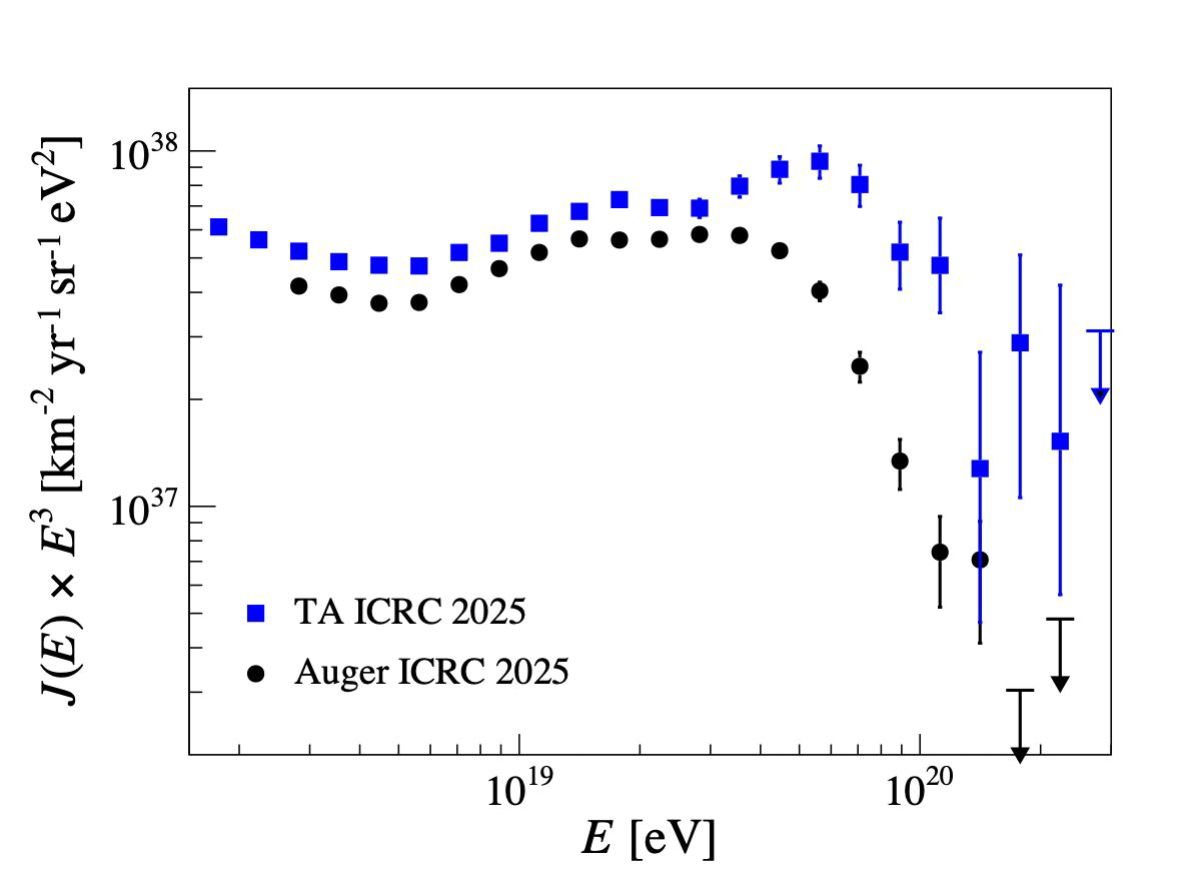 10^38
10^37
J(E) × E^3 [km^-2 yr^-1 sr^-1 eV^2]
TA ICRC 2025
Auger ICRC 2025
10^19
10^20
E [eV]